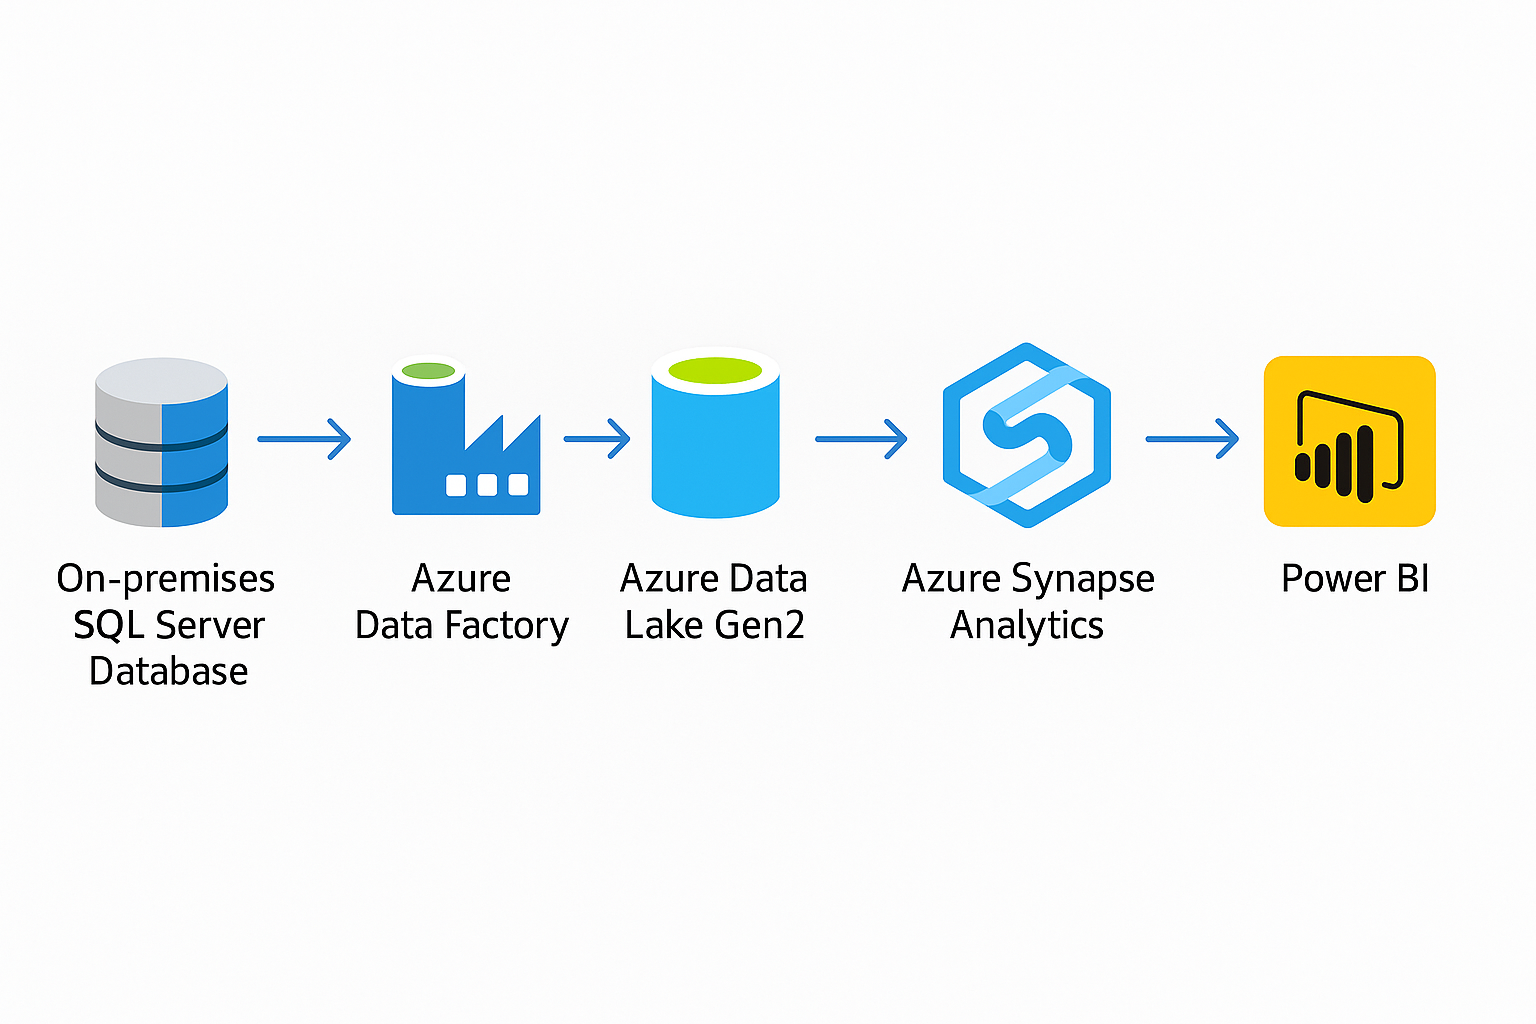 On-premises
SQL Server
Database
Azure
Data Factory
Azure Data
Lake Gen2
Azure Synapse
Analytics
Power BI